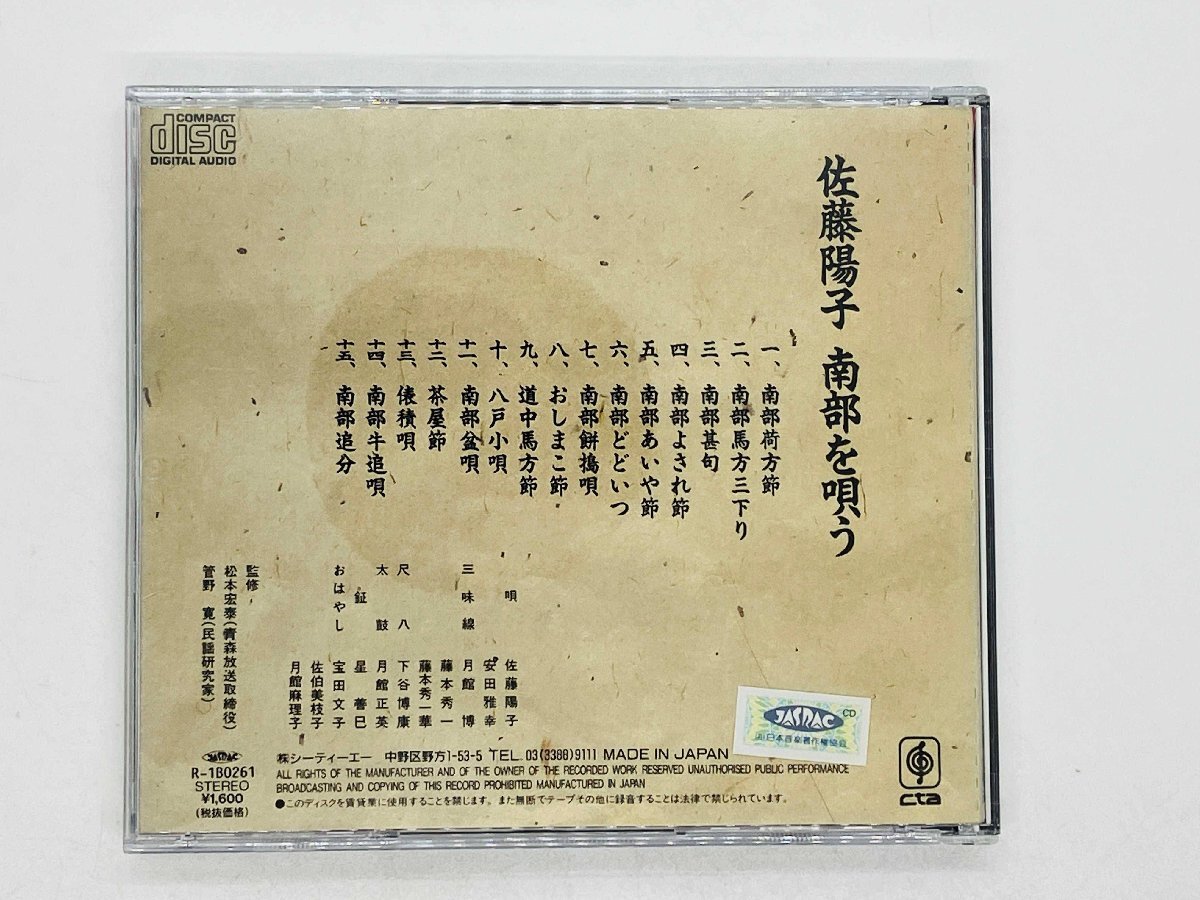 COMPACT
disc
DIGITAL AUDIO
佐藤陽子 南部を唄う
一、南部荷方節
二、南部馬方三下り
三、南部甚句
四、南部よされ節
五、南部あいや節
六、南部どどいつ
七、南部餅搗唄
八、おしまこ節
九、道中馬方節
十、八戸小唄
十一、南部盆唄
十二、茶屋節
十三、俵積唄
十四、南部牛追唄
十五、南部追分
唄 佐藤陽子
安田雅幸
三味線 月館 博
藤本秀一
藤本秀一華
尺八 下谷博康
太鼓 月館正英
鉦 星 善巳
おはやし 宝田文子
佐伯美枝子
月館麻理子
監修
松本宏泰(青森放送取締役)
管野 寛(民謡研究家)
JASRAC
CD
日本音楽著作権協会
JASRAC
R-1B0261
STEREO
¥1,600
(税抜価格)
㈱シーティーエー 中野区野方1-53-5 TEL. 03(3386)9111 MADE IN JAPAN
ALL RIGHTS OF THE MANUFACTURER AND OF THE OWNER OF THE RECORDED WORK RESERVED UNAUTHORISED PUBLIC PERFORMANCE
BROADCASTING AND COPYING OF THIS RECORD PROHIBITED MANUFACTURED IN JAPAN
●このディスクを賃貸業に使用することを禁じます。また無断でテープその他に録音することは法律で禁じられています。
cta